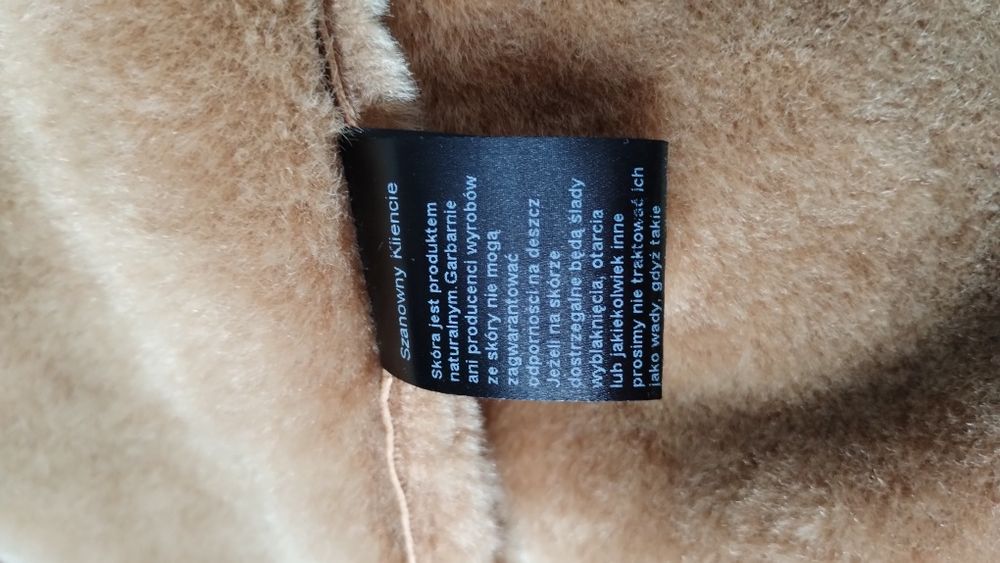 Szanowny Kliencie
Skóra jest produktem
naturalnym.Garbarnie
ani producenci wyrobów
ze skóry nie mogą
zagwarantować
odporności na deszcz
Jeżeli na skórze
dostrzegalne będą ślady
wyblaknięcia, otarcia
lub jakiekolwiek inne
prosimy nie traktować ich
jako wady, gdyż takie